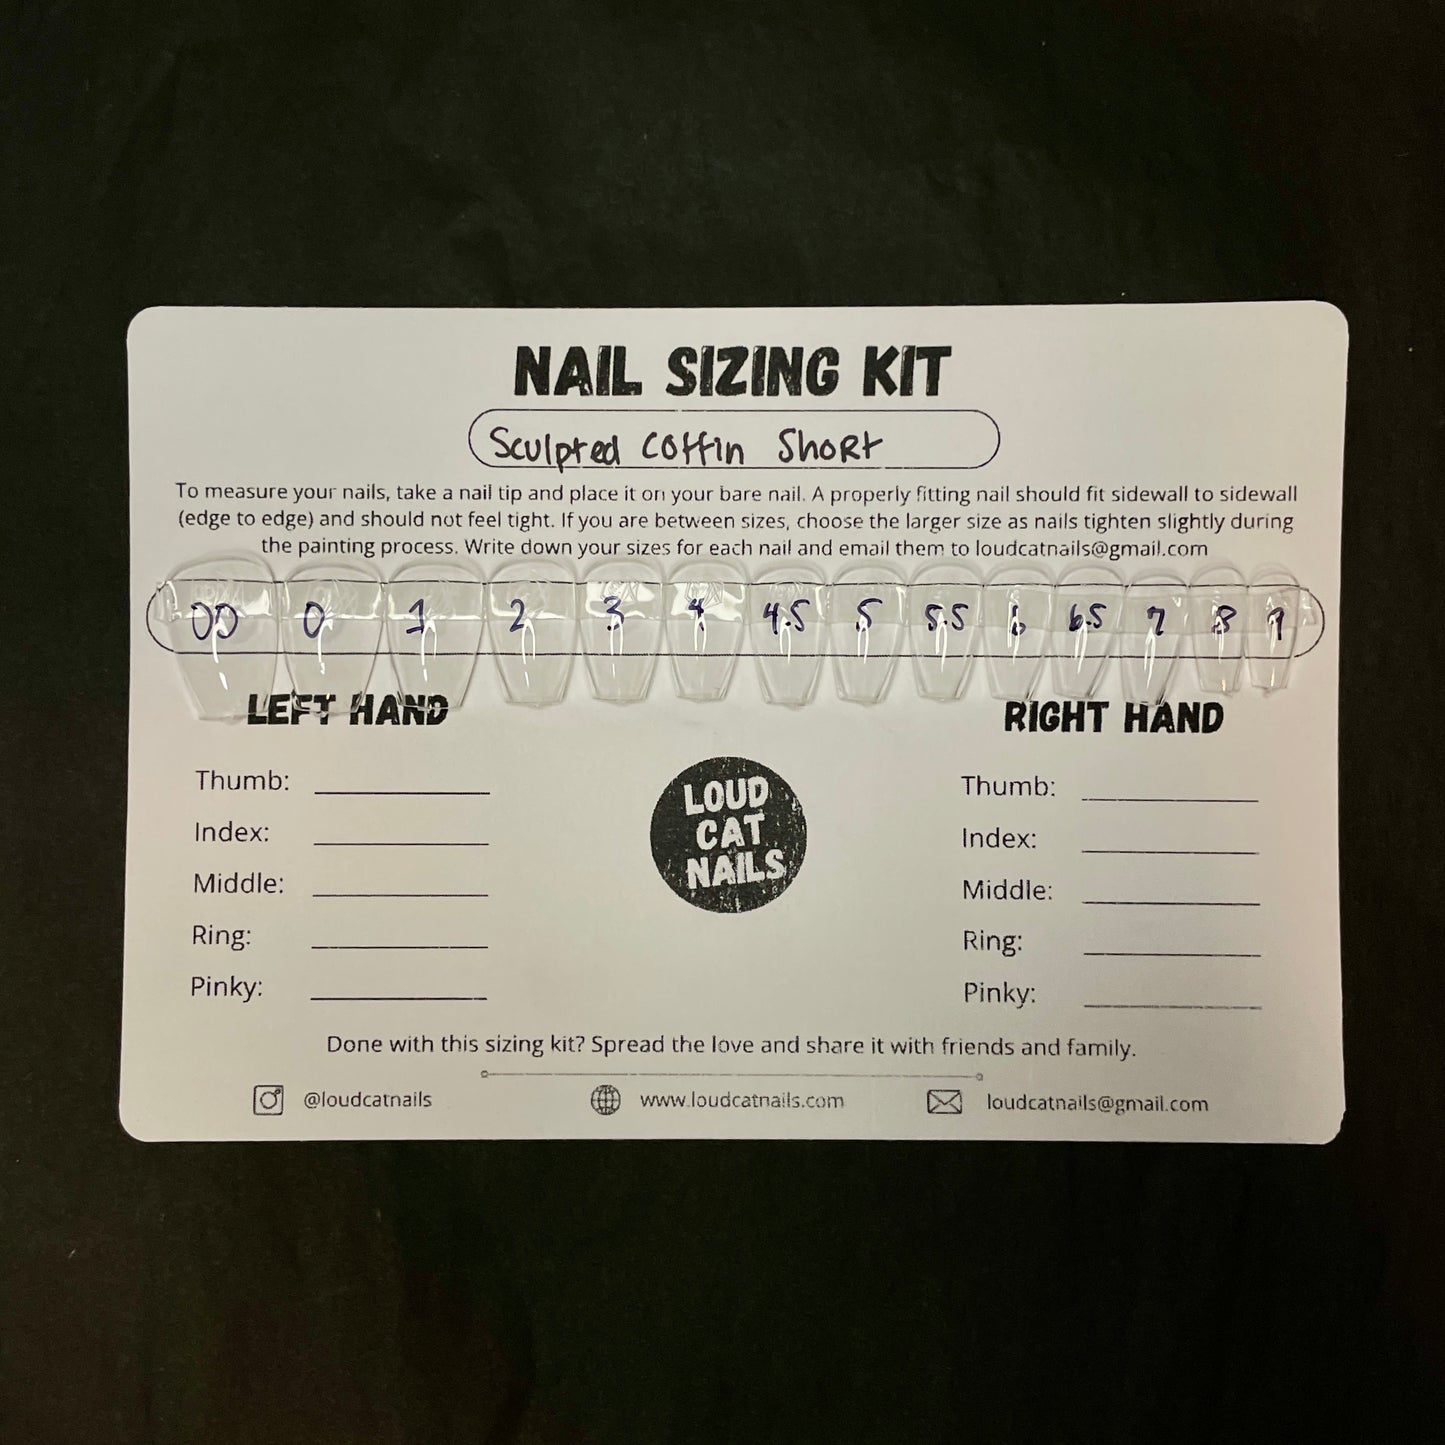 NAIL SIZING KIT
Sculpted Coffin Short
To measure your nails, take a nail tip and place it on your bare nail. A properly fitting nail should fit sidewall to sidewall
(edge to edge) and should not feel tight. If you are between sizes, choose the larger size as nails tighten slightly during
the painting process. Write down your sizes for each nail and email them to loudcatnails@gmail.com
00 0 1 2 3 4 4.5 5 5.5 6 6.5 7 8 9
LEFT HAND
Thumb:
Index:
Middle:
Ring:
Pinky:
LOUD
CAT
NAILS
RIGHT HAND
Thumb:
Index:
Middle:
Ring:
Pinky:
Done with this sizing kit? Spread the love and share it with friends and family.
@loudcatnails www.loudcatnails.com loudcatnails@gmail.com